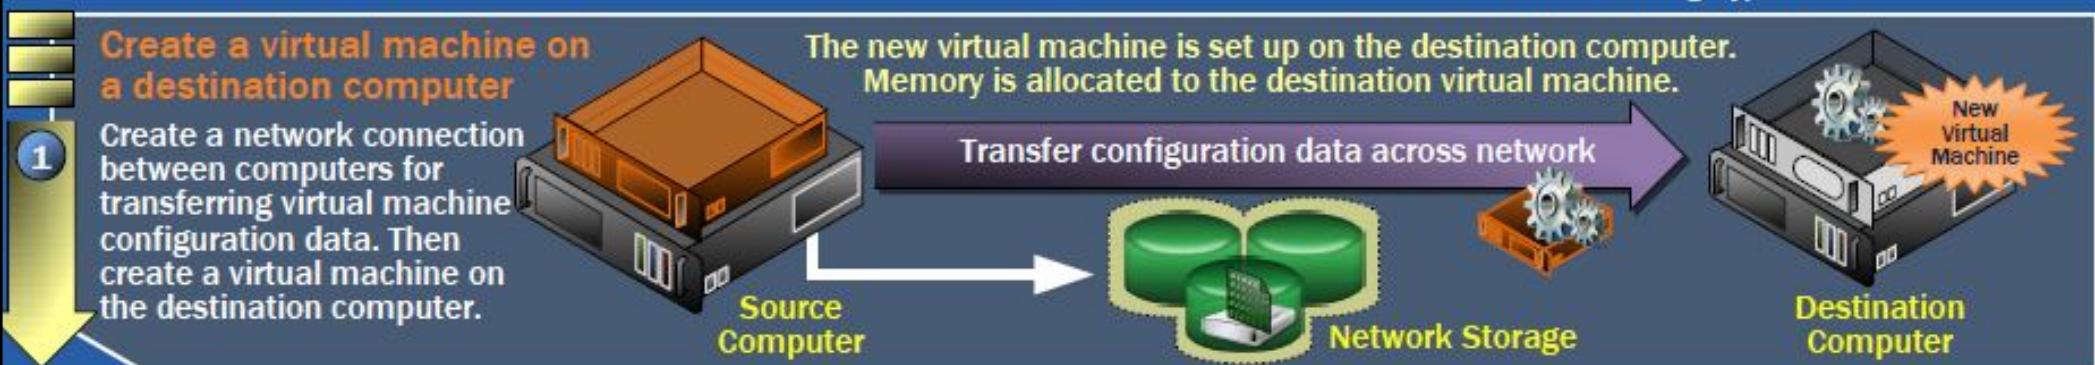 Create a virtual machine on
a destination computer
1
Create a network connection
between computers for
transferring virtual machine
configuration data. Then
create a virtual machine on
the destination computer.
The new virtual machine is set up on the destination computer.
Memory is allocated to the destination virtual machine.
Transfer configuration data across network
New
Virtual
Machine
Source
Computer
Network Storage
Destination
Computer